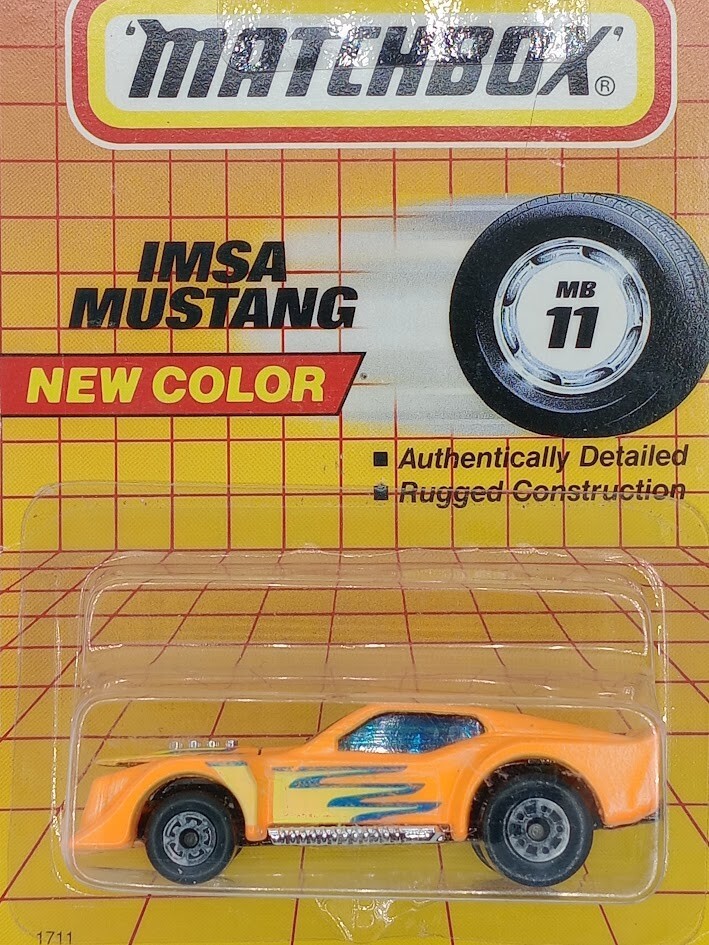 'MATCHBOX'®
IMSA
MUSTANG
MB
11
NEW COLOR
■ Authentically Detailed
■ Rugged Construction
1711